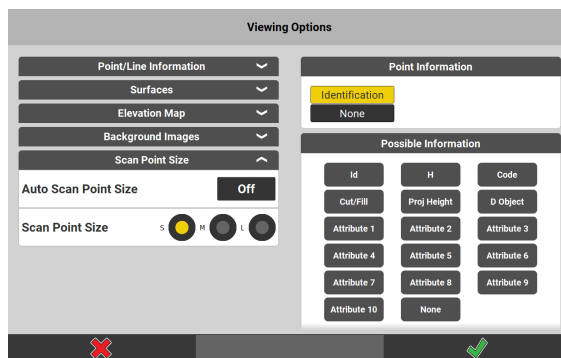 Viewing Options
Point/Line Information
Surfaces
Elevation Map
Background Images
Scan Point Size
Auto Scan Point Size Off
Scan Point Size S M L
Point Information
Identification
None
Possible Information
Id H Code
Cut/Fill Proj Height D Object
Attribute 1 Attribute 2 Attribute 3
Attribute 4 Attribute 5 Attribute 6
Attribute 7 Attribute 8 Attribute 9
Attribute 10 None